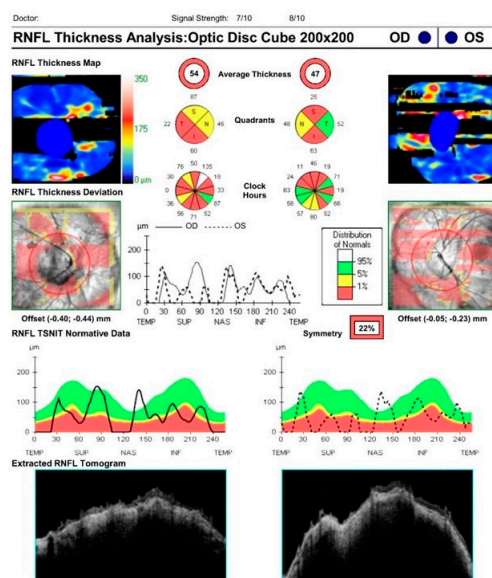 Doctor: Signal Strength: 7/10 8/10
RNFL Thickness Analysis:Optic Disc Cube 200x200 OD OS
RNFL Thickness Map
350
175
0 µm
54 Average Thickness 47
87 25
22 T S N I 46 Quadrants 48 N S T I 52
60 63
Clock Hours
RNFL Thickness Deviation
µm OD OS
200
100
0
0 30 60 90 120 150 180 210 240
TEMP SUP NAS INF TEMP
Distribution of Normals
95%
5%
1%
Offset (-0.40; -0.44) mm
Offset (-0.05; -0.23) mm
RNFL TSNIT Normative Data
Symmetry 22%
µm µm
200 200
100 100
0 0
0 30 60 90 120 150 180 210 240 0 30 60 90 120 150 180 210 240
TEMP SUP NAS INF TEMP TEMP SUP NAS INF TEMP
Extracted RNFL Tomogram